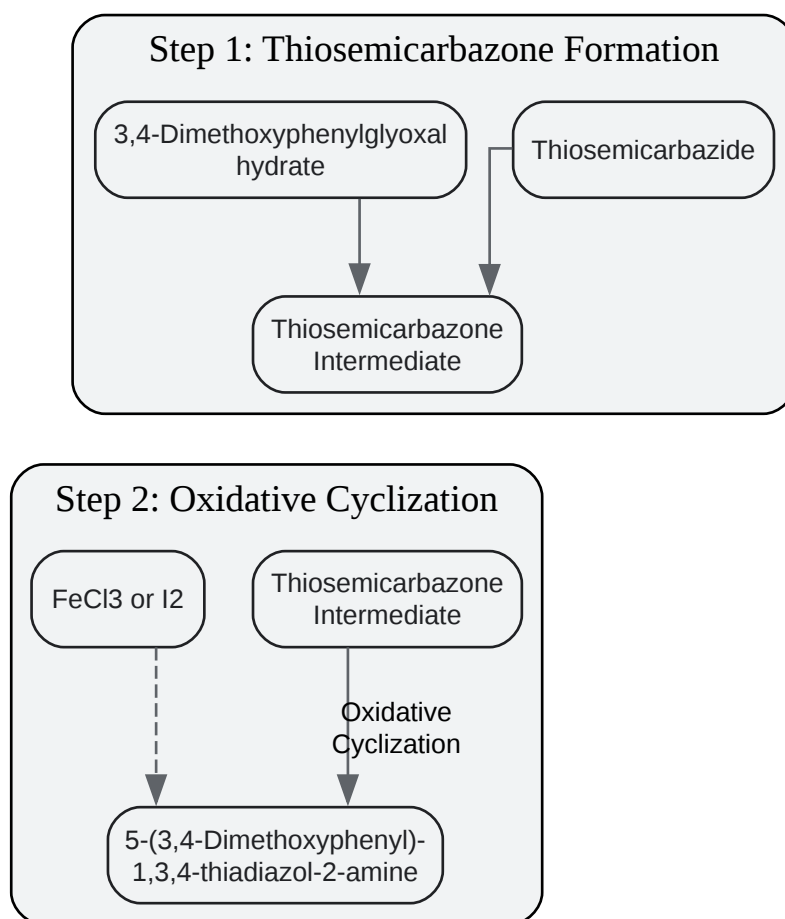 Step 1: Thiosemicarbazone Formation
3,4-Dimethoxyphenylglyoxal
hydrate
Thiosemicarbazide
Thiosemicarbazone
Intermediate
Step 2: Oxidative Cyclization
FeCl3 or I2
Thiosemicarbazone
Intermediate
Oxidative
Cyclization
5-(3,4-Dimethoxyphenyl)-
1,3,4-thiadiazol-2-amine